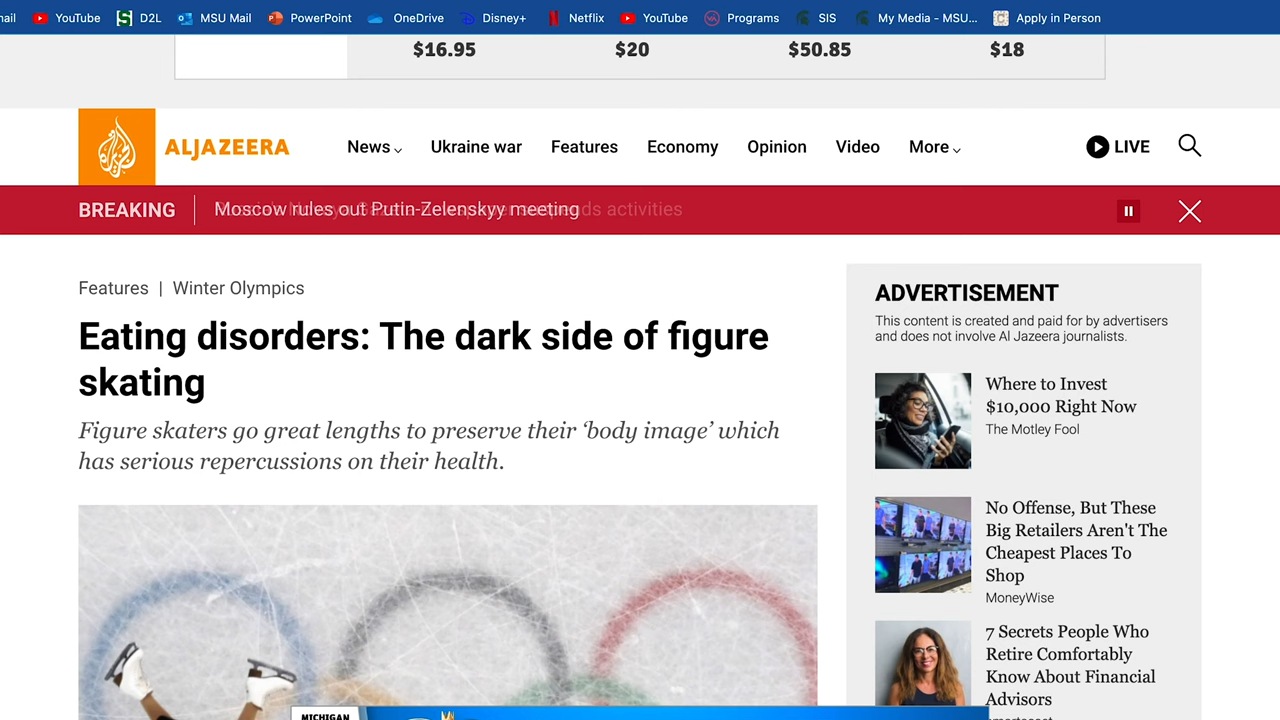 ail YouTube D2L MSU Mail PowerPoint OneDrive Disney+ Netflix YouTube Programs SIS My Media - MSU... Apply in Person
$16.95 $20 $50.85 $18
ALJAZEERA News Ukraine war Features Economy Opinion Video More LIVE
BREAKING Moscow rules out Putin-Zelenskyy meeting
suspends activities
Features | Winter Olympics
Eating disorders: The dark side of figure
skating
Figure skaters go great lengths to preserve their ‘body image’ which
has serious repercussions on their health.
ADVERTISEMENT
This content is created and paid for by advertisers
and does not involve Al Jazeera journalists.
Where to Invest
$10,000 Right Now
The Motley Fool
No Offense, But These
Big Retailers Aren't The
Cheapest Places To
Shop
MoneyWise
7 Secrets People Who
Retire Comfortably
Know About Financial
Advisors
MICHIGAN